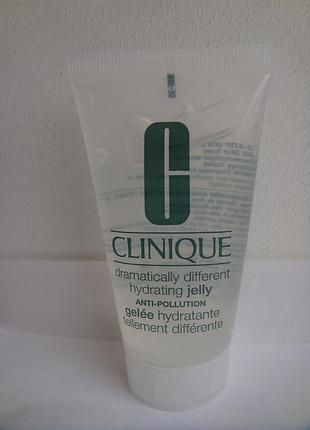 CLINIQUE
dramatically different
hydrating jelly
ANTI-POLLUTION
gelée hydratante
tellement différente